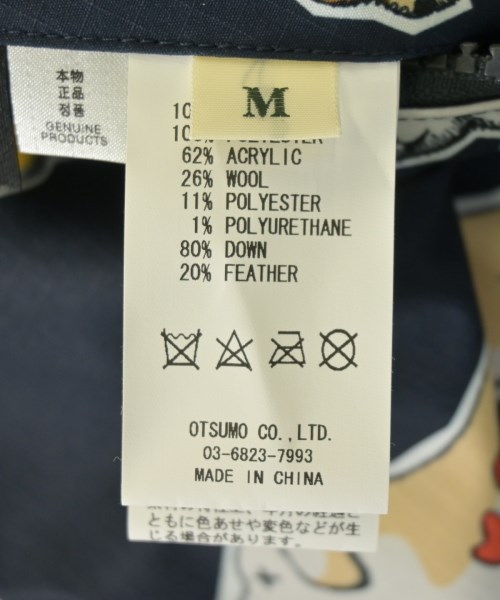 本物
正品
정품
GENUINE
PRODUCTS
M
10
POLYESTER
62% ACRYLIC
26% WOOL
11% POLYESTER
1% POLYURETHANE
80% DOWN
20% FEATHER
OTSUMO CO.,LTD.
03-6823-7993
MADE IN CHINA
ともに色あせや変色などが生
じる場合があります。